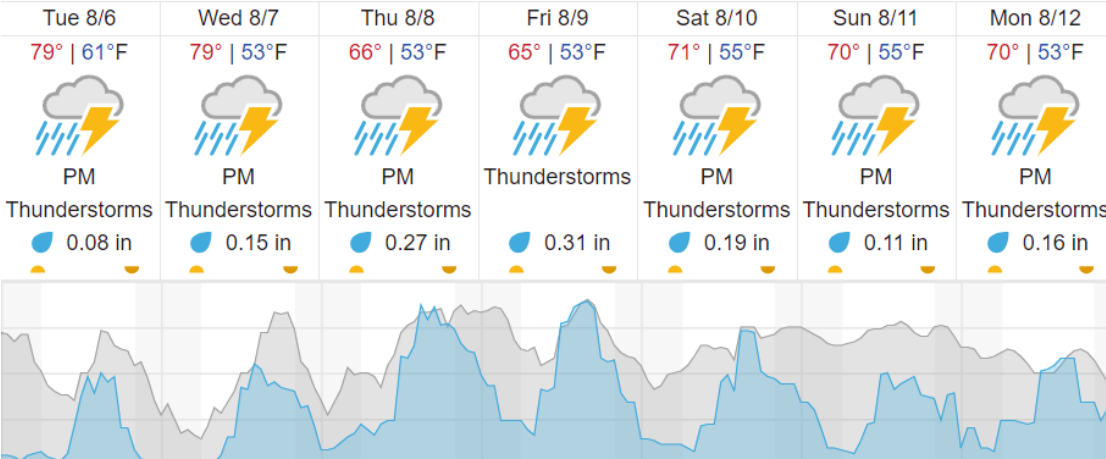 Tue 8/6 Wed 8/7 Thu 8/8 Fri 8/9 Sat 8/10 Sun 8/11 Mon 8/12
79° | 61°F 79° | 53°F 66° | 53°F 65° | 53°F 71° | 55°F 70° | 55°F 70° | 53°F
PM PM PM Thunderstorms PM PM PM
Thunderstorms Thunderstorms Thunderstorms Thunderstorms Thunderstorms Thunderstorms
0.08 in 0.15 in 0.27 in 0.31 in 0.19 in 0.11 in 0.16 in